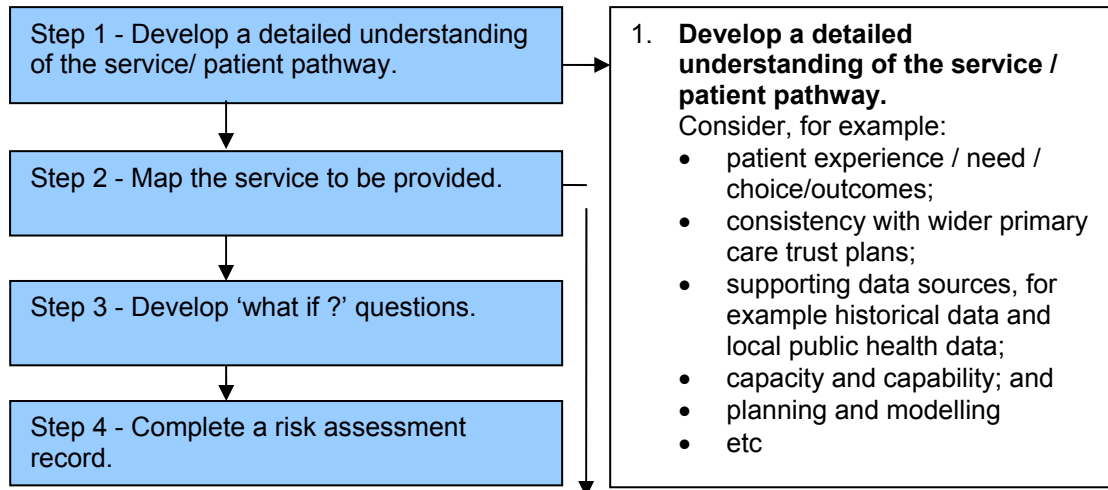 Step 1 - Develop a detailed understanding
of the service/ patient pathway.
Step 2 - Map the service to be provided.
Step 3 - Develop ‘what if ?’ questions.
Step 4 - Complete a risk assessment
record.
1. Develop a detailed
understanding of the service /
patient pathway.
Consider, for example:
• patient experience / need /
choice/outcomes;
• consistency with wider primary
care trust plans;
• supporting data sources, for
example historical data and
local public health data;
• capacity and capability; and
• planning and modelling
• etc